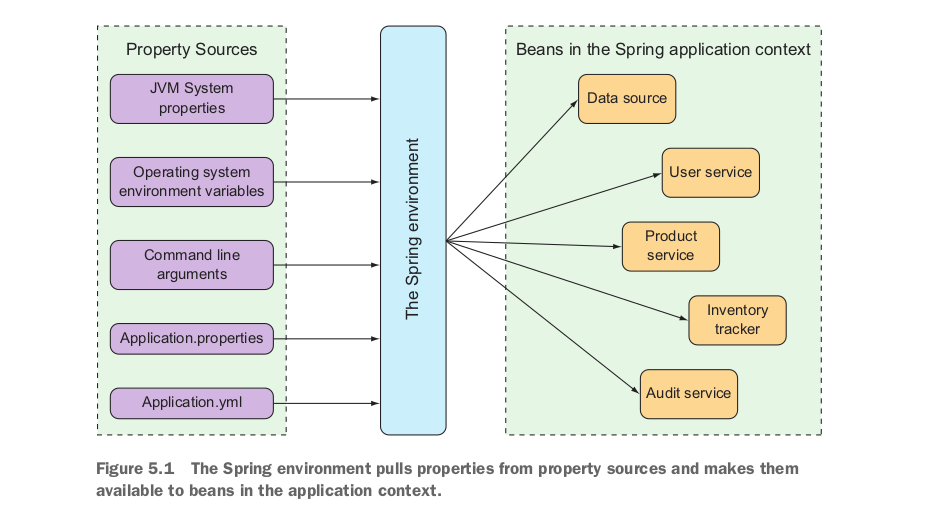 Property Sources
JVM System
properties
Operating system
environment variables
Command line
arguments
Application.properties
Application.yml
The Spring environment
Beans in the Spring application context
Data source
User service
Product
service
Inventory
tracker
Audit service
Figure 5.1 The Spring environment pulls properties from property sources and makes them
available to beans in the application context.